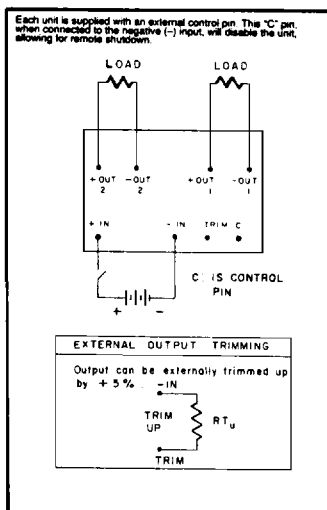 Each unit is supplied with an external control pin. This "C" pin,
when connected to the negative (-) input, will disable the unit,
allowing for remote shutdown.
LOAD LOAD
+OUT 2 -OUT 2 +OUT 1 -OUT 1
+ IN - IN TRIM C
C IS CONTROL
PIN
+ -
EXTERNAL OUTPUT TRIMMING
Output can be externally trimmed up
by + 5%. -IN
TRIM
UP
RTu
TRIM